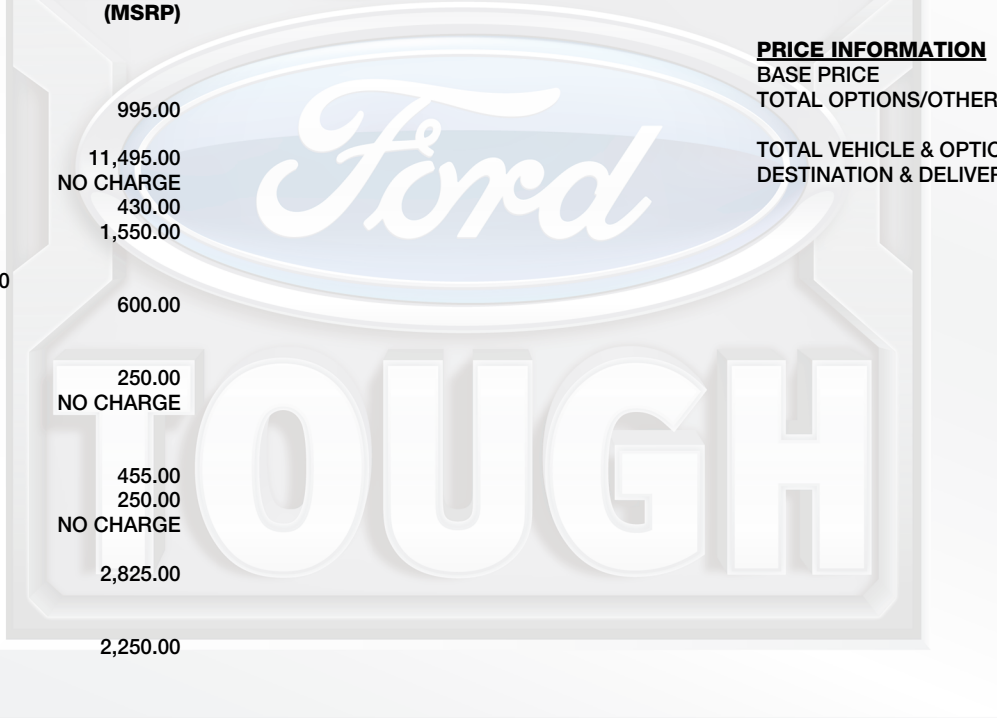 (MSRP)
995.00
11,495.00
NO CHARGE
430.00
1,550.00
0
600.00
250.00
NO CHARGE
455.00
250.00
NO CHARGE
2,825.00
2,250.00
PRICE INFORMATION
BASE PRICE
TOTAL OPTIONS/OTHER
TOTAL VEHICLE & OPTIO
DESTINATION & DELIVER
Ford
TOUGH